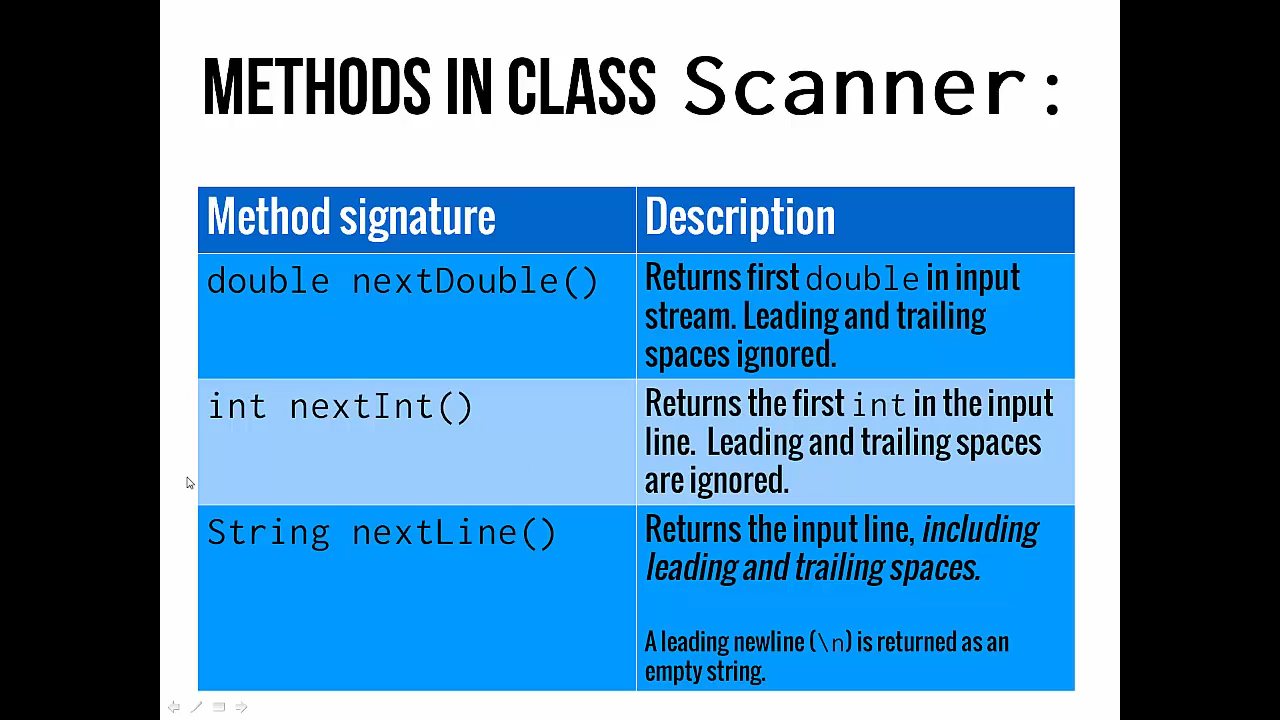 METHODS IN CLASS Scanner:
Method signature
Description
double nextDouble()
Returns first double in input
stream. Leading and trailing
spaces ignored.
int nextInt()
Returns the first int in the input
line. Leading and trailing spaces
are ignored.
String nextLine()
Returns the input line, including
leading and trailing spaces.
A leading newline (\n) is returned as an
empty string.